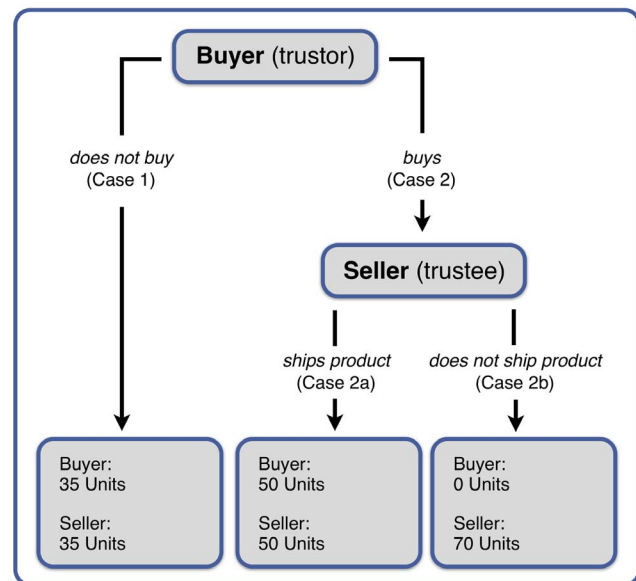 Buyer (trustor)
does not buy
(Case 1)
buys
(Case 2)
Seller (trustee)
ships product
(Case 2a)
does not ship product
(Case 2b)
Buyer:
35 Units
Seller:
35 Units
Buyer:
50 Units
Seller:
50 Units
Buyer:
0 Units
Seller:
70 Units